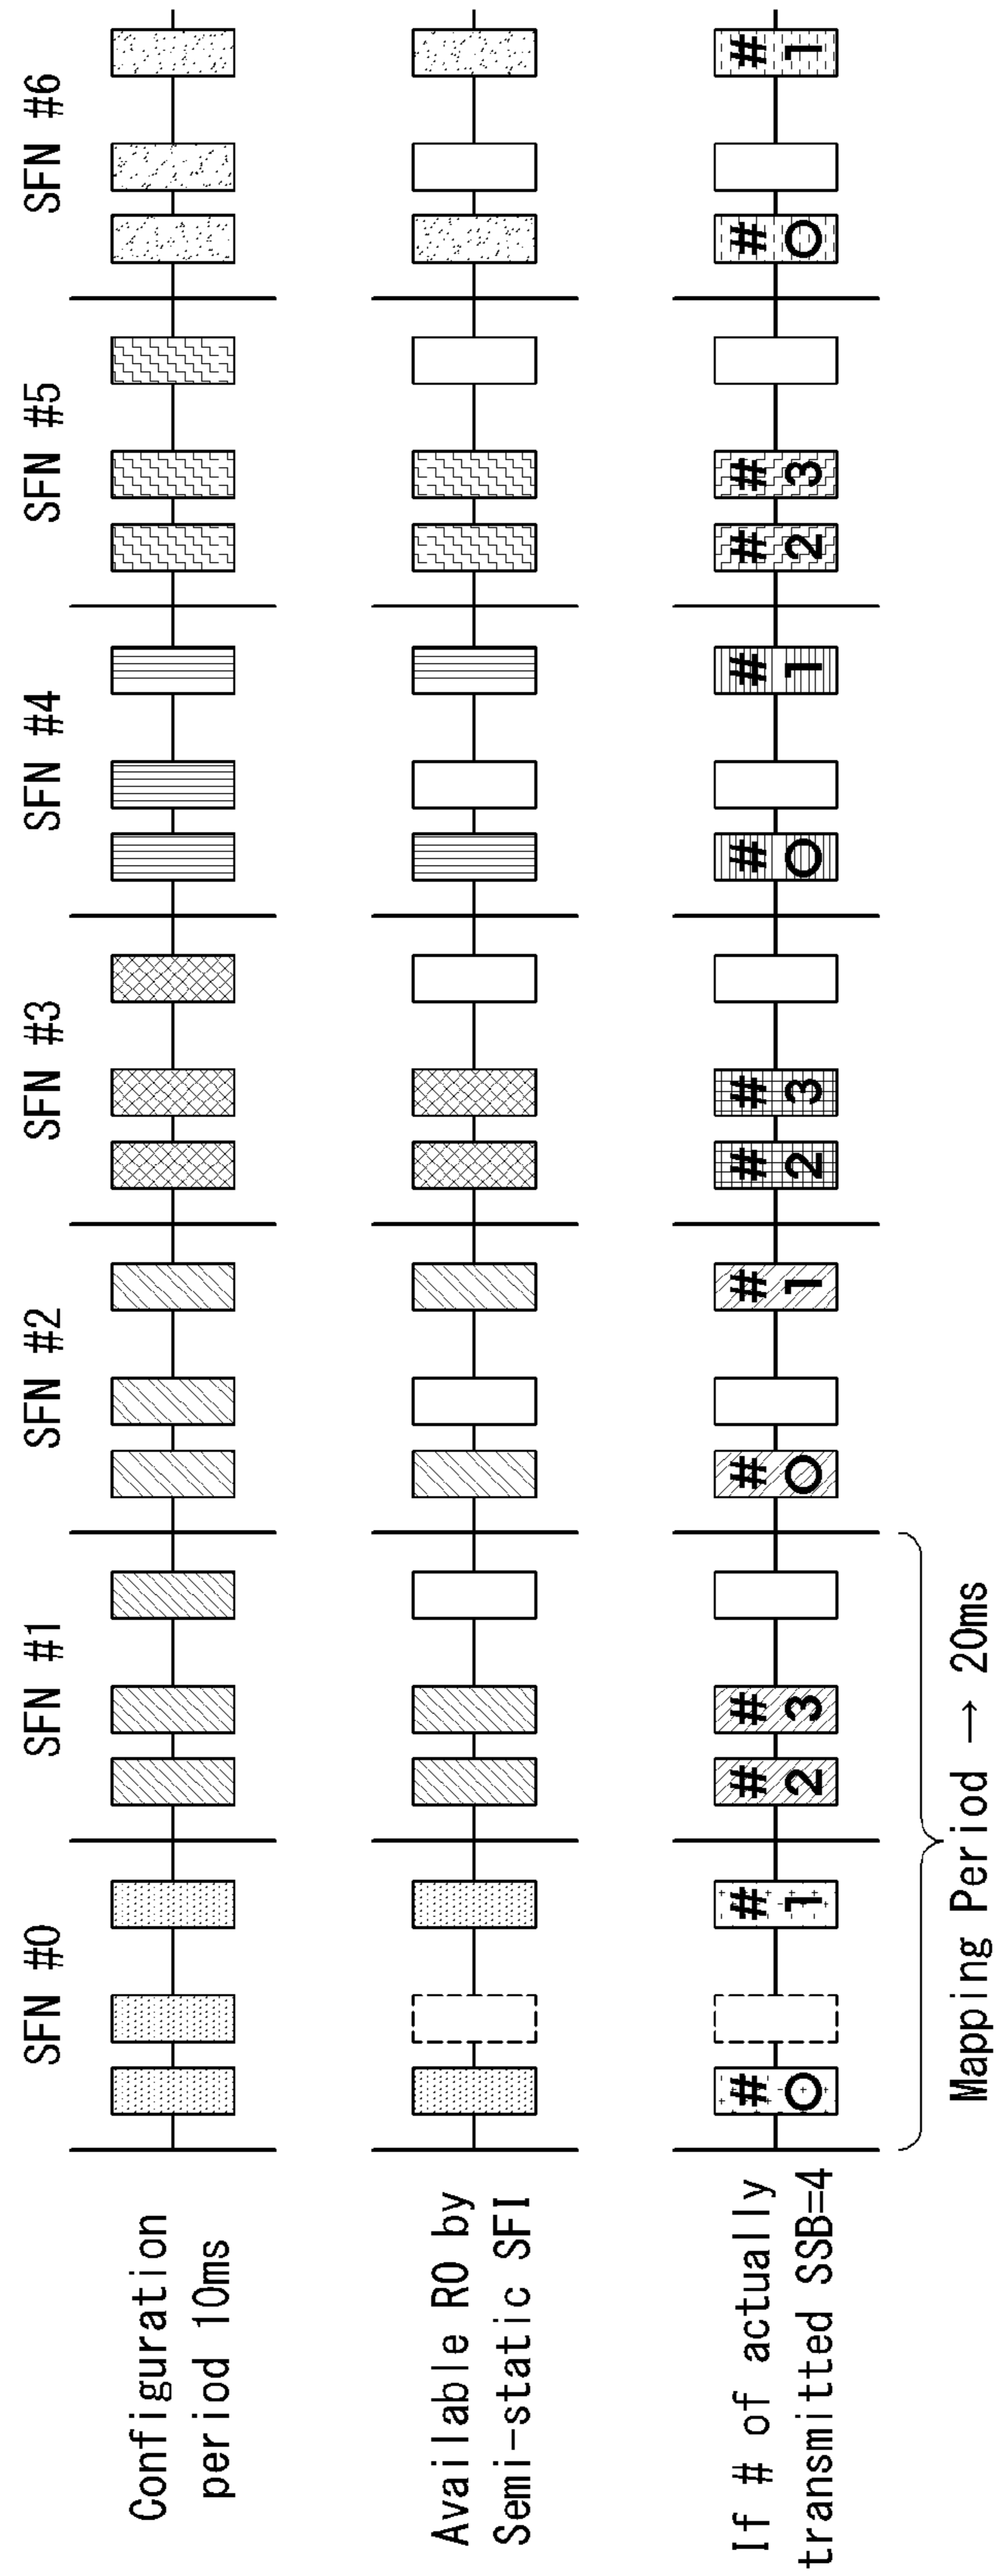 SFN #0 SFN #1 SFN #2 SFN #3 SFN #4 SFN #5 SFN #6
Configuration
period 10ms
Available RO by
Semi-static SFI
If # of actually
transmitted SSB=4
#0 #1 #2 #3 #0 #1 #2 #3 #0 #1 #2 #3 #0 #1
Mapping Period → 20ms